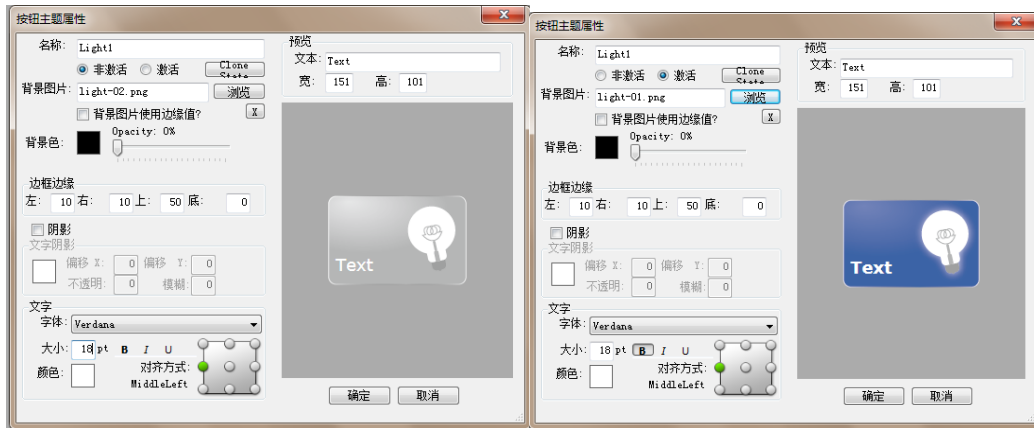 按钮主题属性
名称: Light1
非激活 激活 Clone State
背景图片: light-02.png 浏览
背景图片使用边缘值? X
背景色: Opacity: 0%
边框边缘
左: 10 右: 10 上: 50 底: 0
阴影
文字阴影
偏移 X: 0 偏移 Y: 0
不透明: 0 模糊: 0
文字
字体: Verdana
大小: 18 pt B I U
颜色: 对齐方式:
MiddleLeft
预览
文本: Text
宽: 151 高: 101
Text
确定 取消
按钮主题属性
名称: Light1
非激活 激活 Clone State
背景图片: light-01.png 浏览
背景图片使用边缘值? X
背景色: Opacity: 0%
边框边缘
左: 10 右: 10 上: 50 底: 0
阴影
文字阴影
偏移 X: 0 偏移 Y: 0
不透明: 0 模糊: 0
文字
字体: Verdana
大小: 18 pt B I U
颜色: 对齐方式:
MiddleLeft
预览
文本: Text
宽: 151 高: 101
Text
确定 取消